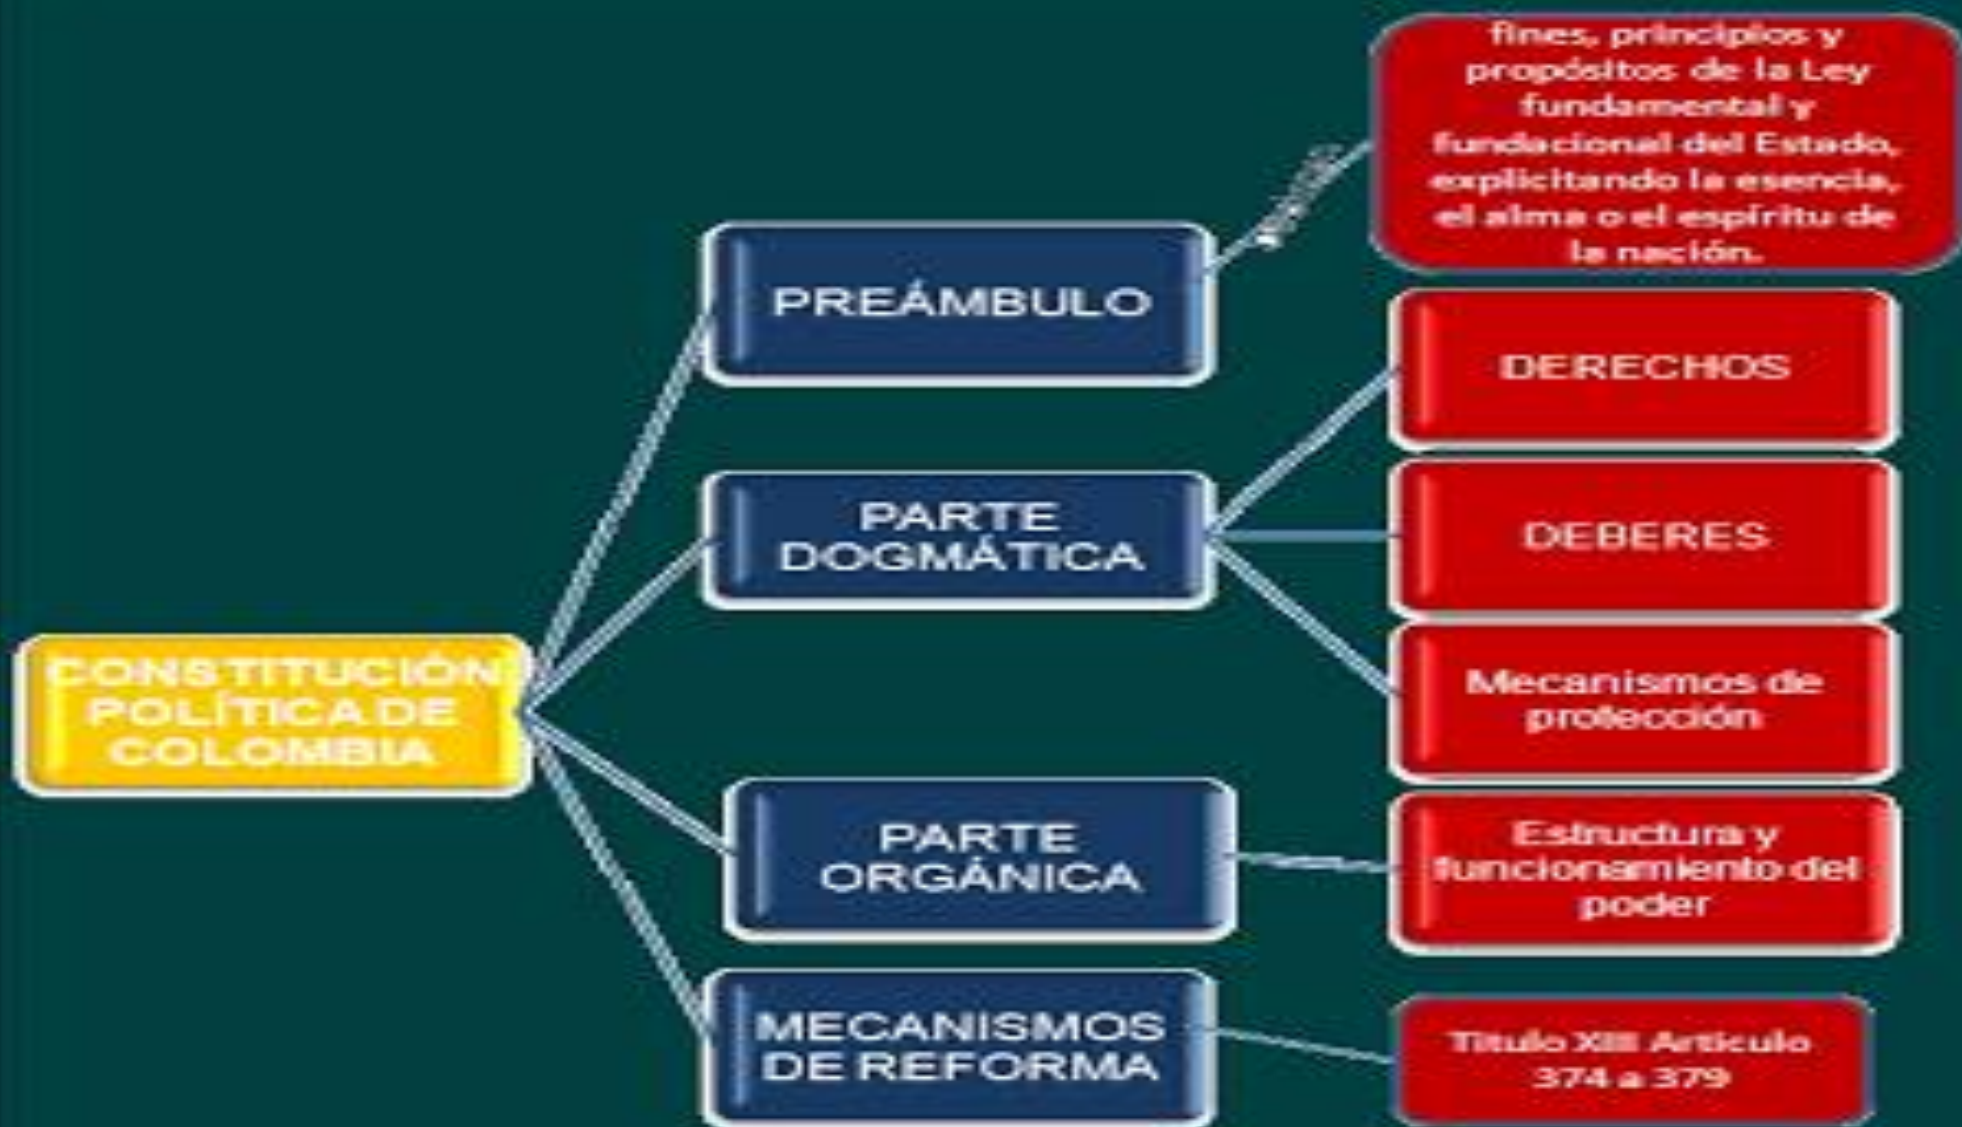 fines, principios y
propósitos de la Ley
fundamental y
fundacional del Estado,
explicitando la esencia,
el alma o el espíritu de
la nación.
PREÁMBULO
DERECHOS
PARTE
DOGMÁTICA
DEBERES
Mecanismos de
protección
CONSTITUCIÓN
POLÍTICA DE
COLOMBIA
PARTE
ORGÁNICA
Estructura y
funcionamiento del
poder
MECANISMOS
DE REFORMA
Titulo XIII Articulo
374 a 379